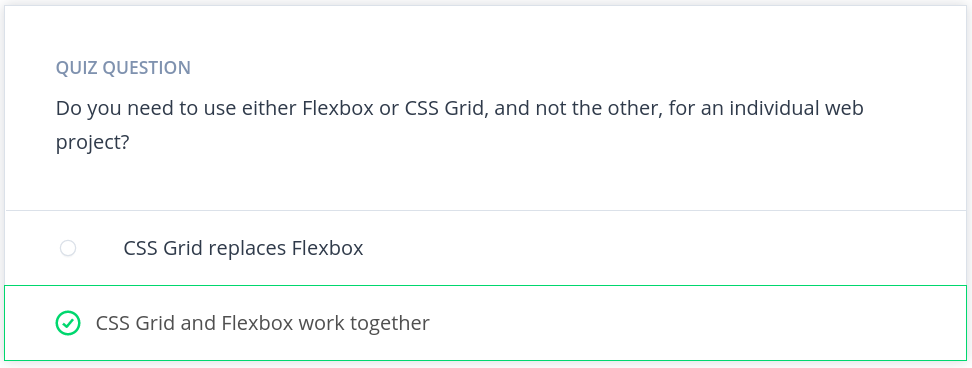 QUIZ QUESTION
Do you need to use either Flexbox or CSS Grid, and not the other, for an individual web
project?
CSS Grid replaces Flexbox
CSS Grid and Flexbox work together